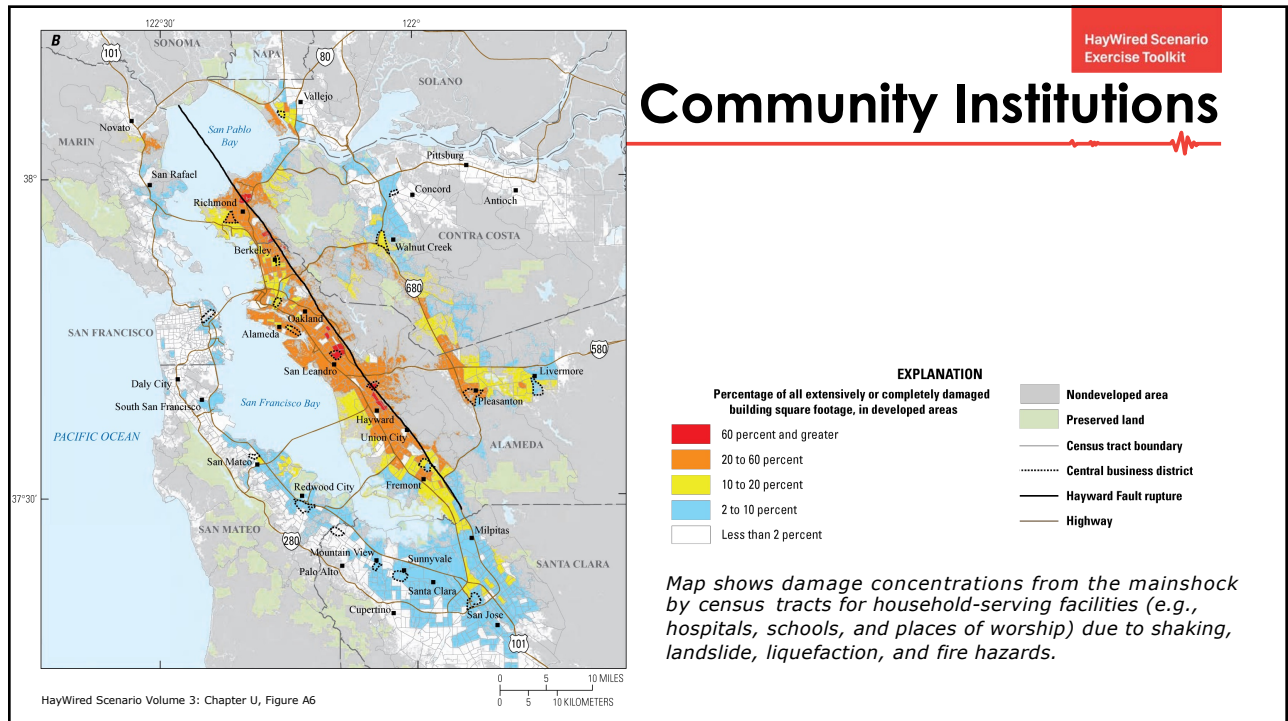 HayWired Scenario
Exercise Toolkit
Community Institutions
122°30'
122°
B
SONOMA
101
NAPA
80
SOLANO
Vallejo
Novato
MARIN
San Pablo
Bay
Pittsburg
38°
San Rafael
Concord
Antioch
Richmond
CONTRA COSTA
Walnut Creek
Berkeley
680
Oakland
SAN FRANCISCO
Alameda
580
San Leandro
Livermore
Daly City
Pleasanton
South San Francisco
San Francisco Bay
Hayward
Union City
PACIFIC OCEAN
ALAMEDA
San Mateo
Redwood City
Fremont
37°30'
SAN MATEO
280
Milpitas
Mountain View
Sunnyvale
SANTA CLARA
Palo Alto
Santa Clara
Cupertino
San Jose
101
EXPLANATION
Percentage of all extensively or completely damaged
building square footage, in developed areas
60 percent and greater
20 to 60 percent
10 to 20 percent
2 to 10 percent
Less than 2 percent
Nondeveloped area
Preserved land
Census tract boundary
Central business district
Hayward Fault rupture
Highway
Map shows damage concentrations from the mainshock
by census tracts for household-serving facilities (e.g.,
hospitals, schools, and places of worship) due to shaking,
landslide, liquefaction, and fire hazards.
0 5 10 MILES
0 5 10 KILOMETERS
HayWired Scenario Volume 3: Chapter U, Figure A6